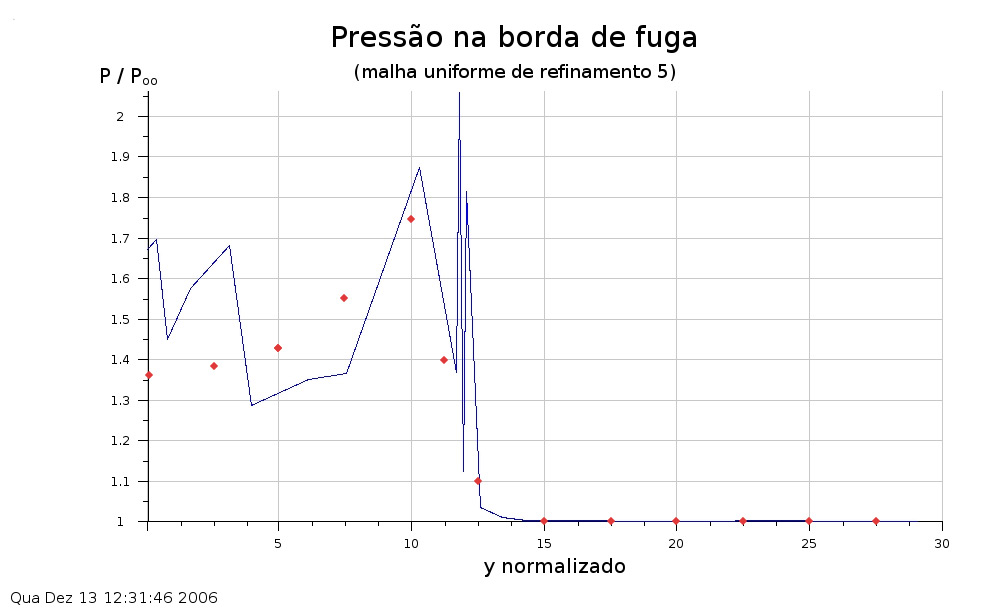 Pressão na borda de fuga
(malha uniforme de refinamento 5)
P / Poo
2
1.9
1.8
1.7
1.6
1.5
1.4
1.3
1.2
1.1
1
5 10 15 20 25 30
y normalizado
Qua Dez 13 12:31:46 2006